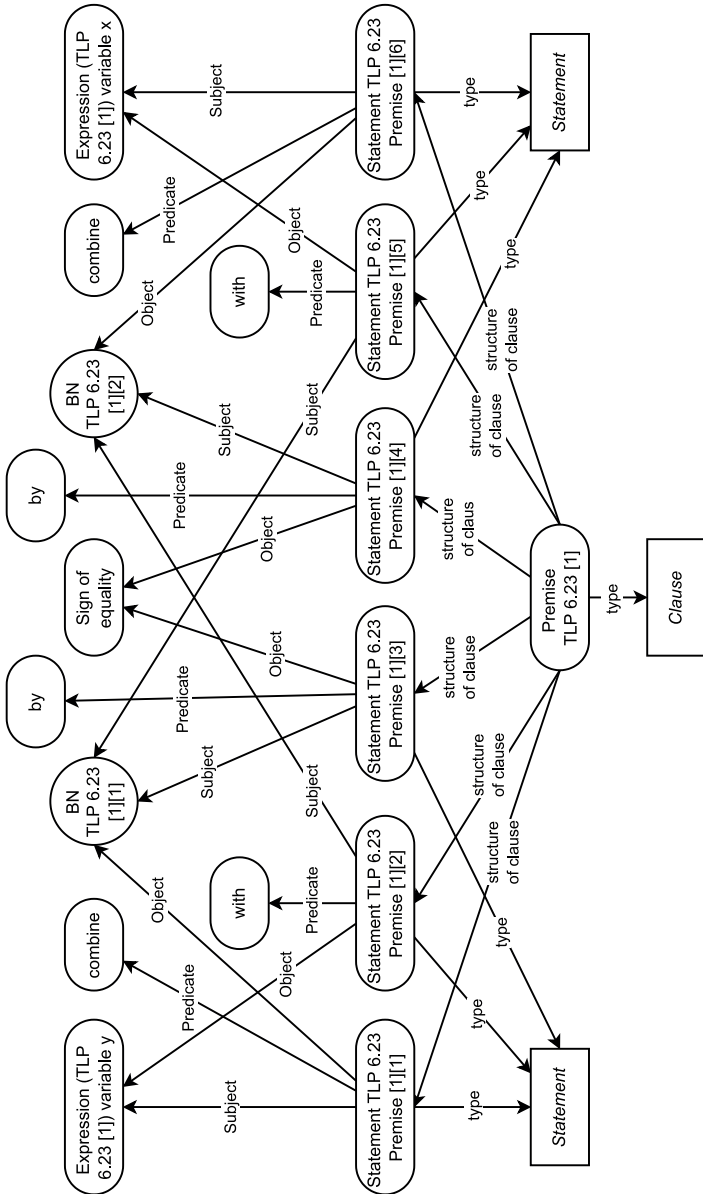 by
by
Expression (TLP
6.23 [1]) variable y
combine
BN
TLP 6.23
[1][1]
Sign of
equality
BN
TLP 6.23
[1][2]
combine
Expression (TLP
6.23 [1]) variable x
Subject
Predicate
Object
with
Object
Predicate
Subject
Subject
Predicate
Object
Object
Predicate
Subject
Subject
Object
with
Predicate
Object
Predicate
Subject
Statement TLP 6.23
Premise [1][1]
Statement TLP 6.23
Premise [1][2]
Statement TLP 6.23
Premise [1][3]
Statement TLP 6.23
Premise [1][4]
Statement TLP 6.23
Premise [1][5]
Statement TLP 6.23
Premise [1][6]
type
type
type
structure
of clause
structure
of clause
structure
of clause
structure
of claus
structure
of clause
structure
of clause
type
type
type
Statement
Premise
TLP 6.23 [1]
Statement
type
Clause